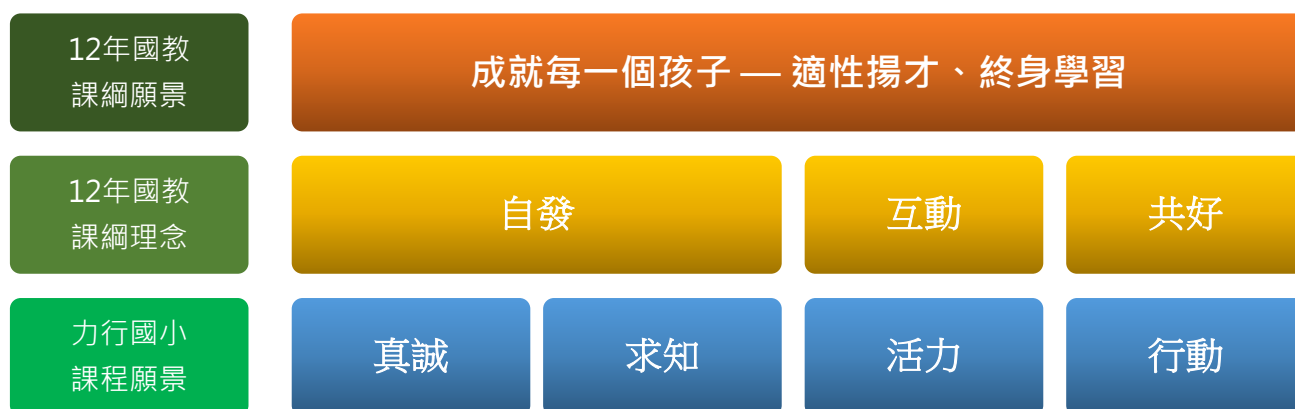 12年國教
課綱願景
成就每一個孩子 — 適性揚才、終身學習
12年國教
課綱理念
自發
互動
共好
力行國小
課程願景
真誠
求知
活力
行動